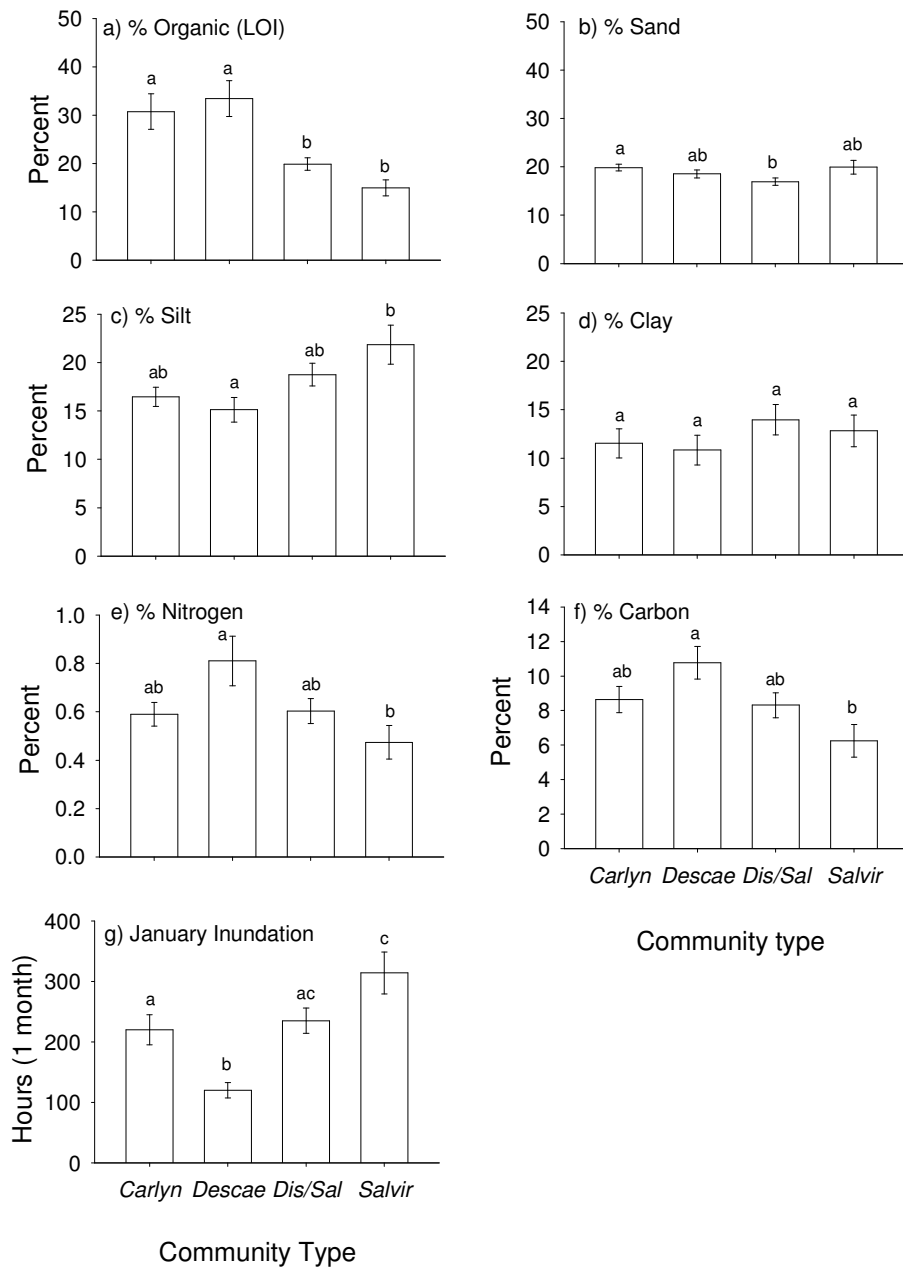 a) % Organic (LOI)
Percent
50
40
30
20
10
0
a
a
b
b
b) % Sand
50
40
30
20
10
0
a
ab
b
ab
c) % Silt
Percent
25
20
15
10
5
0
ab
a
ab
b
d) % Clay
25
20
15
10
5
0
a
a
a
a
e) % Nitrogen
Percent
1.0
0.8
0.6
0.4
0.2
0.0
ab
a
ab
b
f) % Carbon
Percent
14
12
10
8
6
4
2
0
ab
a
ab
b
Carlyn Descae Dis/Sal Salvir
Community type
g) January Inundation
Hours (1 month)
400
300
200
100
0
a
b
ac
c
Carlyn Descae Dis/Sal Salvir
Community Type